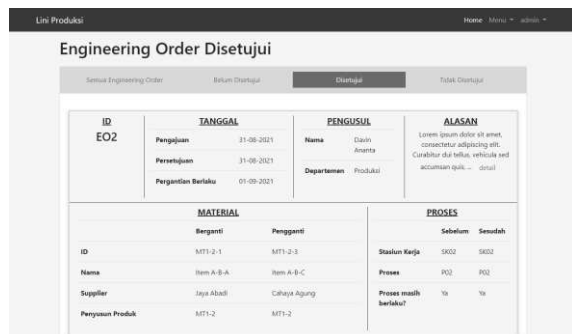 Lini Produksi Home Menu admin
Engineering Order Disetujui
Semua Engineering Order Belum Disetujui Disetujui Tidak Disetujui
ID TANGGAL PENGUSUL ALASAN
EO2
Pengajuan 31-08-2021
Persetujuan 31-08-2021
Pergantian Berlaku 01-09-2021
Nama Davin
Ananta
Departemen Produksi
Lorem ipsum dolor sit amet,
consectetur adipiscing elit.
Curabitur dui tellus, vehicula sed
accumsan quis, ... detail
MATERIAL
Berganti Pengganti
ID MT1-2-1 MT1-2-3
Nama Item A-B-A Item A-B-C
Supplier Jaya Abadi Cahaya Agung
Penyusun Produk MT1-2 MT1-2
PROSES
Sebelum Sesudah
Stasiun Kerja SK02 SK02
Proses P02 P02
Proses masih Ya Ya
berlaku?